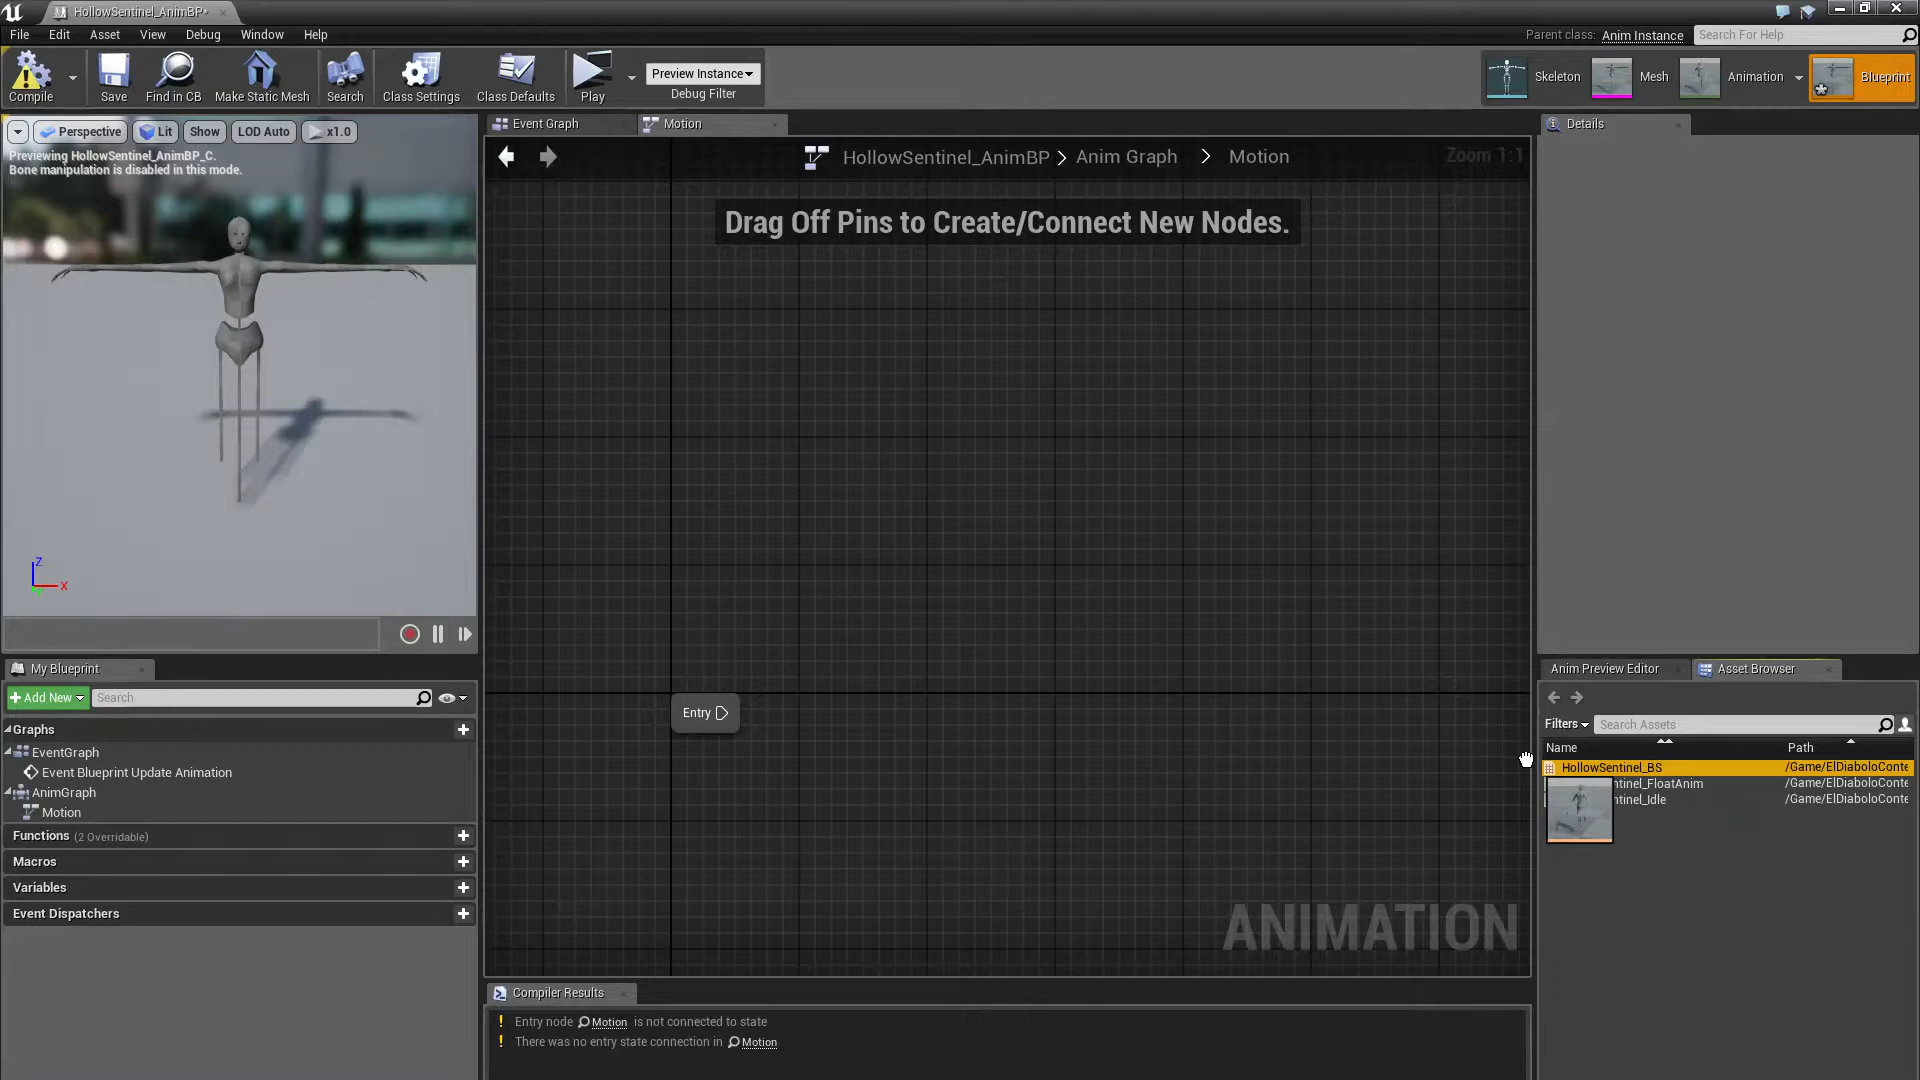 HollowSentinel_AnimBP*
File Edit Asset View Debug Window Help
Parent class: Anim Instance
Search For Help
Compile
Save
Find in CB
Make Static Mesh
Search
Class Settings
Class Defaults
Play
Preview Instance
Debug Filter
Skeleton
Mesh
Animation
Blueprint
Perspective
Lit
Show
LOD Auto
x1.0
Previewing HollowSentinel_AnimBP_C.
Bone manipulation is disabled in this mode.
Z
X
Event Graph
Motion
HollowSentinel_AnimBP > Anim Graph > Motion
Zoom 1:1
Drag Off Pins to Create/Connect New Nodes.
Entry
ANIMATION
Details
My Blueprint
Add New
Search
Graphs
EventGraph
Event Blueprint Update Animation
AnimGraph
Motion
Functions (2 Overridable)
Macros
Variables
Event Dispatchers
Compiler Results
Entry node Motion is not connected to state
There was no entry state connection in Motion
Anim Preview Editor
Asset Browser
Filters
Search Assets
Name
Path
HollowSentinel_BS /Game/ElDiaboloConte
ntinel_FloatAnim /Game/ElDiaboloConte
ntinel_Idle /Game/ElDiaboloConte